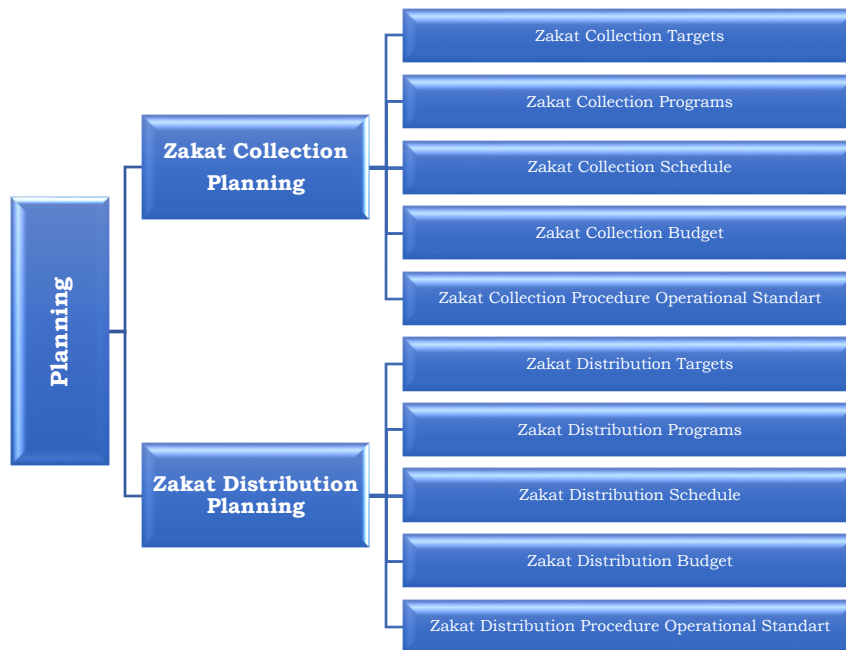 Planning
Zakat Collection
Planning
Zakat Collection Targets
Zakat Collection Programs
Zakat Collection Schedule
Zakat Collection Budget
Zakat Collection Procedure Operational Standart
Zakat Distribution
Planning
Zakat Distribution Targets
Zakat Distribution Programs
Zakat Distribution Schedule
Zakat Distribution Budget
Zakat Distribution Procedure Operational Standart